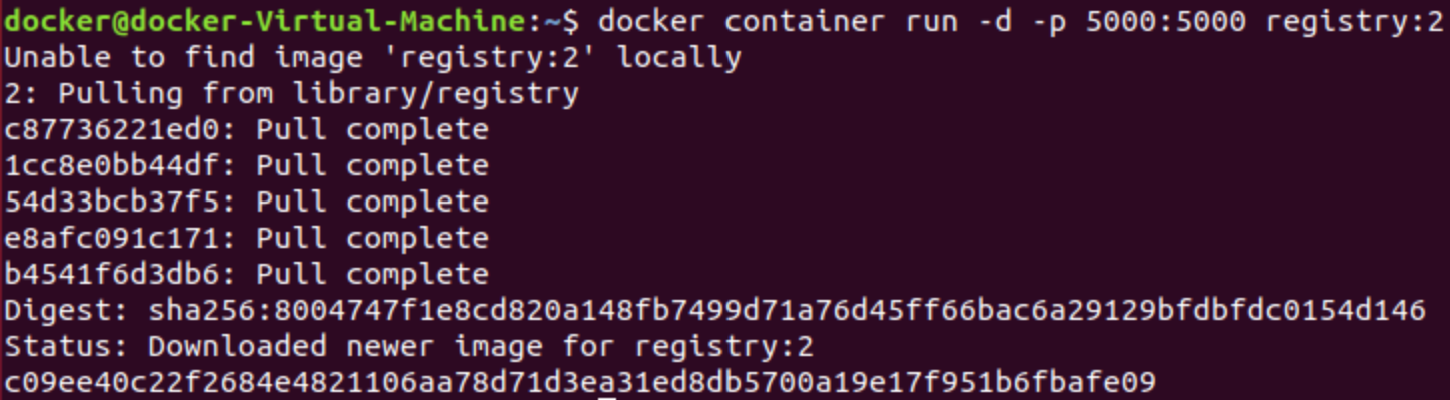 docker@docker-Virtual-Machine:~$ docker container run -d -p 5000:5000 registry:2
Unable to find image 'registry:2' locally
2: Pulling from library/registry
c87736221ed0: Pull complete
1cc8e0bb44df: Pull complete
54d33bcb37f5: Pull complete
e8afc091c171: Pull complete
b4541f6d3db6: Pull complete
Digest: sha256:8004747f1e8cd820a148fb7499d71a76d45ff66bac6a29129bfdbfdc0154d146
Status: Downloaded newer image for registry:2
c09ee40c22f2684e4821106aa78d71d3ea31ed8db5700a19e17f951b6fbafe09